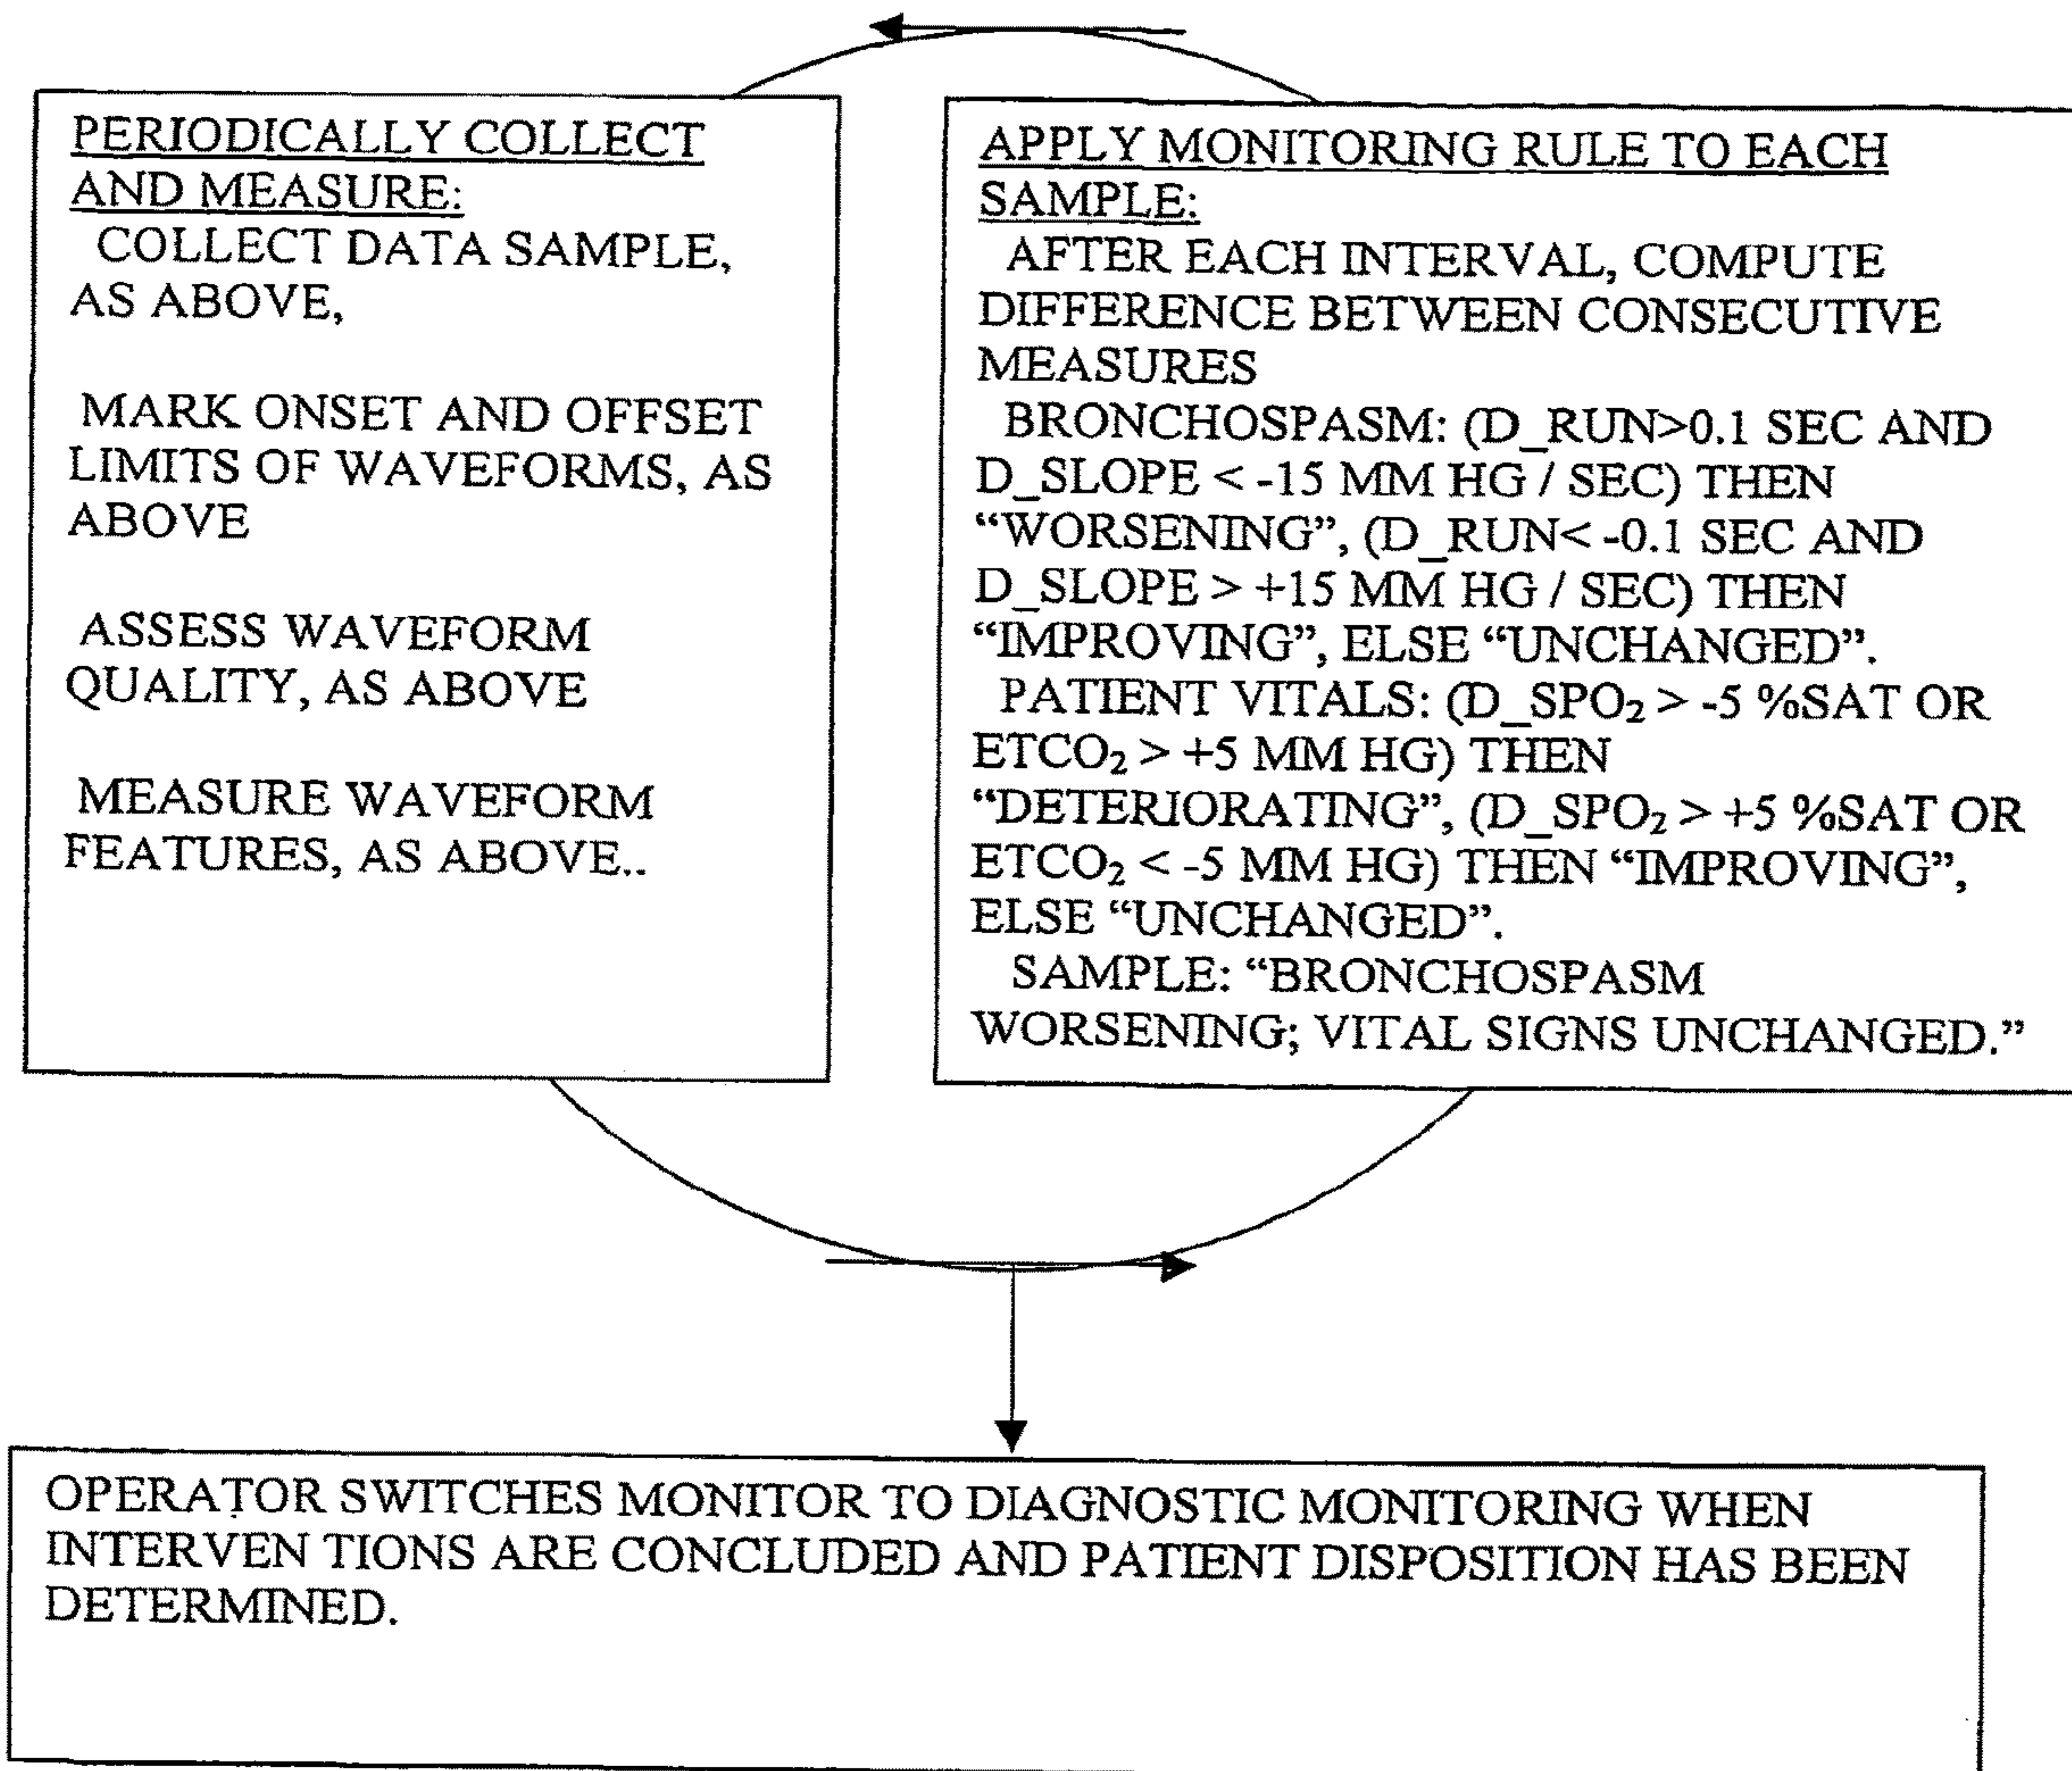 PERIODICALLY COLLECT
AND MEASURE:
COLLECT DATA SAMPLE,
AS ABOVE,
MARK ONSET AND OFFSET
LIMITS OF WAVEFORMS, AS
ABOVE
ASSESS WAVEFORM
QUALITY, AS ABOVE
MEASURE WAVEFORM
FEATURES, AS ABOVE..
APPLY MONITORING RULE TO EACH
SAMPLE:
AFTER EACH INTERVAL, COMPUTE
DIFFERENCE BETWEEN CONSECUTIVE
MEASURES
BRONCHOSPASM: (D_RUN>0.1 SEC AND
D_SLOPE < -15 MM HG / SEC) THEN
“WORSENING”, (D_RUN< -0.1 SEC AND
D_SLOPE > +15 MM HG / SEC) THEN
“IMPROVING”, ELSE “UNCHANGED”.
PATIENT VITALS: (D_SPO₂ > -5 %SAT OR
ETCO₂ > +5 MM HG) THEN
“DETERIORATING”, (D_SPO₂ > +5 %SAT OR
ETCO₂ < -5 MM HG) THEN “IMPROVING”,
ELSE “UNCHANGED”.
SAMPLE: “BRONCHOSPASM
WORSENING; VITAL SIGNS UNCHANGED.”
OPERATOR SWITCHES MONITOR TO DIAGNOSTIC MONITORING WHEN
INTERVEN TIONS ARE CONCLUDED AND PATIENT DISPOSITION HAS BEEN
DETERMINED.